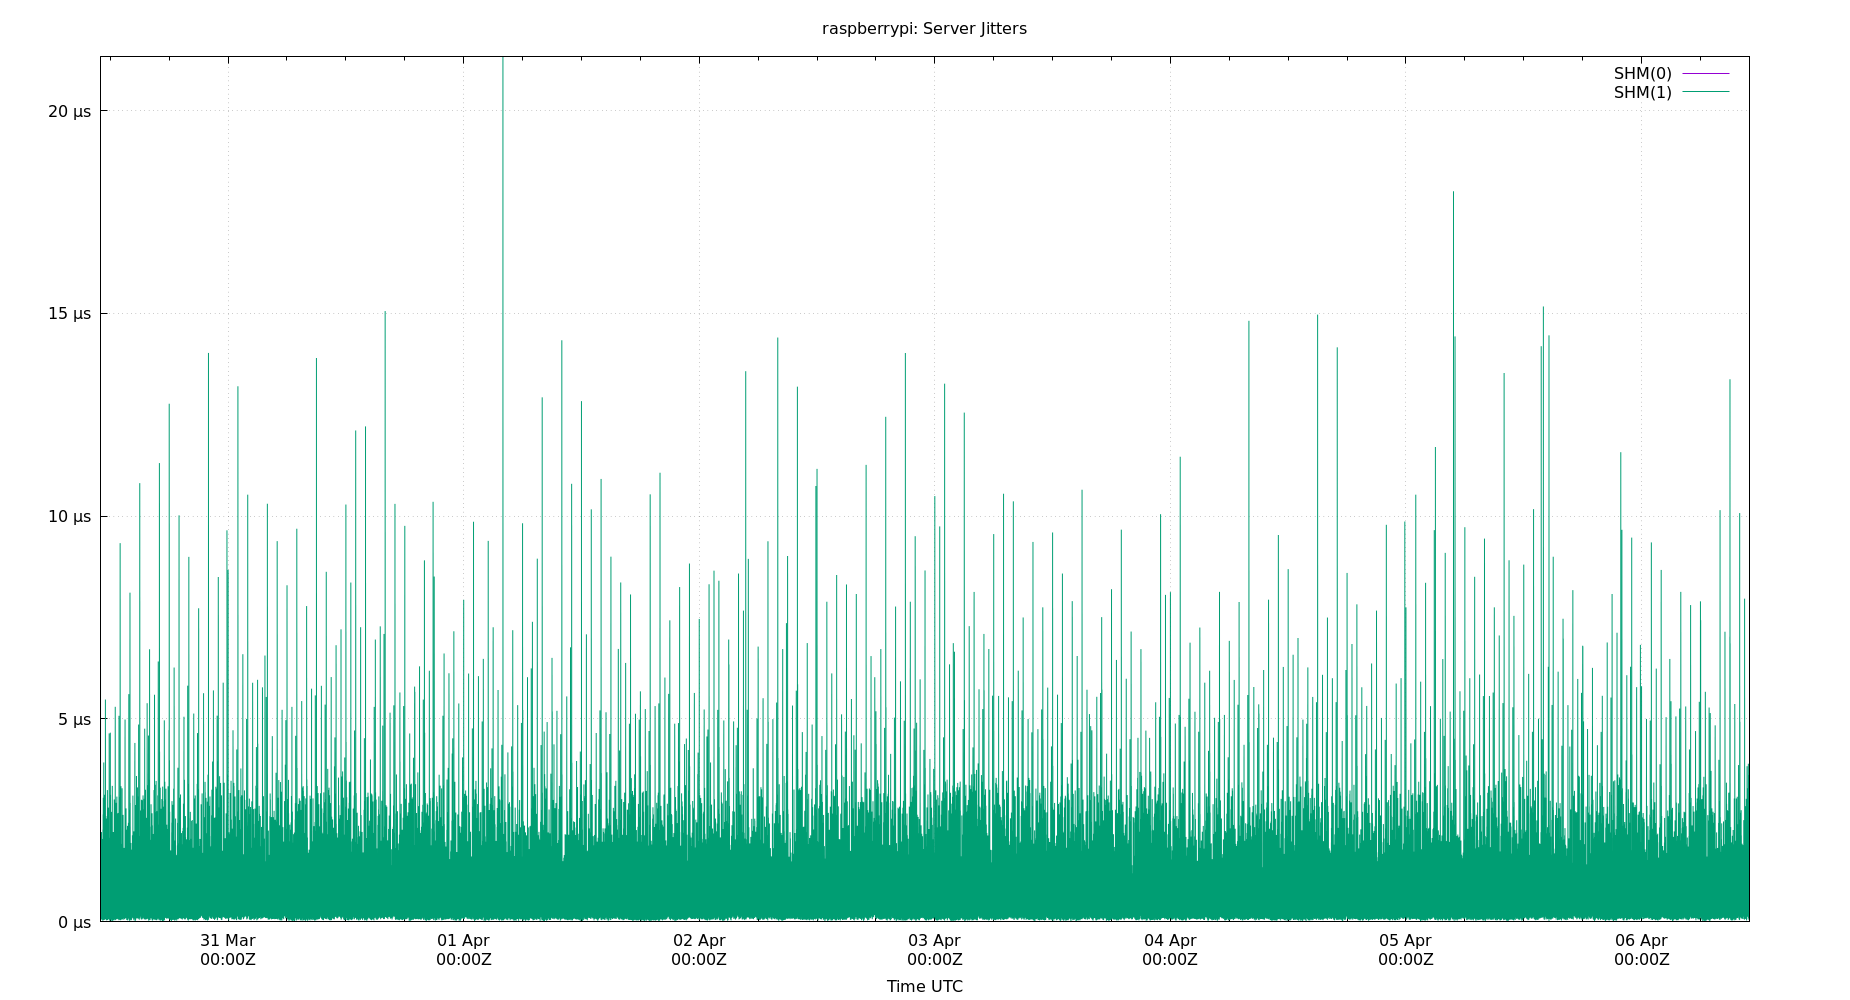 raspberrypi: Server Jitters
SHM(0)
SHM(1)
20 µs
15 µs
10 µs
5 µs
0 µs
31 Mar 01 Apr 02 Apr 03 Apr 04 Apr 05 Apr 06 Apr
00:00Z 00:00Z 00:00Z 00:00Z 00:00Z 00:00Z 00:00Z
Time UTC